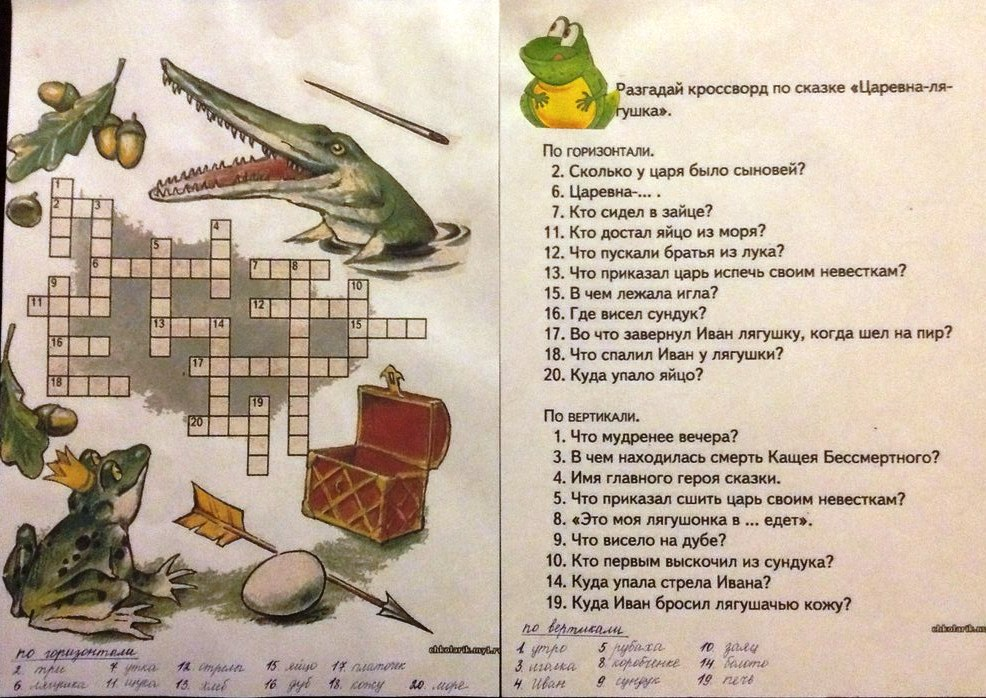 1
2
3
4
5
6
7
8
9
10
11
12
13
14
15
16
17
18
19
20
chkolarik.my1.ru
по горизонтали
2. три 7 утка 12 стрела 15 яйцо 17 платочек
6. лягушка 11 щука 13. хлеб 16 дуб 18. кожу 20. море
Разгадай кроссворд по сказке «Царевна-ля-
гушка».
По горизонтали.
2. Сколько у царя было сыновей?
6. Царевна-... .
7. Кто сидел в зайце?
11. Кто достал яйцо из моря?
12. Что пускали братья из лука?
13. Что приказал царь испечь своим невесткам?
15. В чем лежала игла?
16. Где висел сундук?
17. Во что завернул Иван лягушку, когда шел на пир?
18. Что спалил Иван у лягушки?
20. Куда упало яйцо?
По вертикали.
1. Что мудренее вечера?
3. В чем находилась смерть Кащея Бессмертного?
4. Имя главного героя сказки.
5. Что приказал сшить царь своим невесткам?
8. «Это моя лягушонка в ... едет».
9. Что висело на дубе?
10. Кто первым выскочил из сундука?
14. Куда упала стрела Ивана?
19. Куда Иван бросил лягушачью кожу?
chkolarik.m
по вертикали
1 утро 5 рубаха 10 заяц
3. иголка 8. коробчонке 14 болото
4. Иван 9. сундук 19. печь